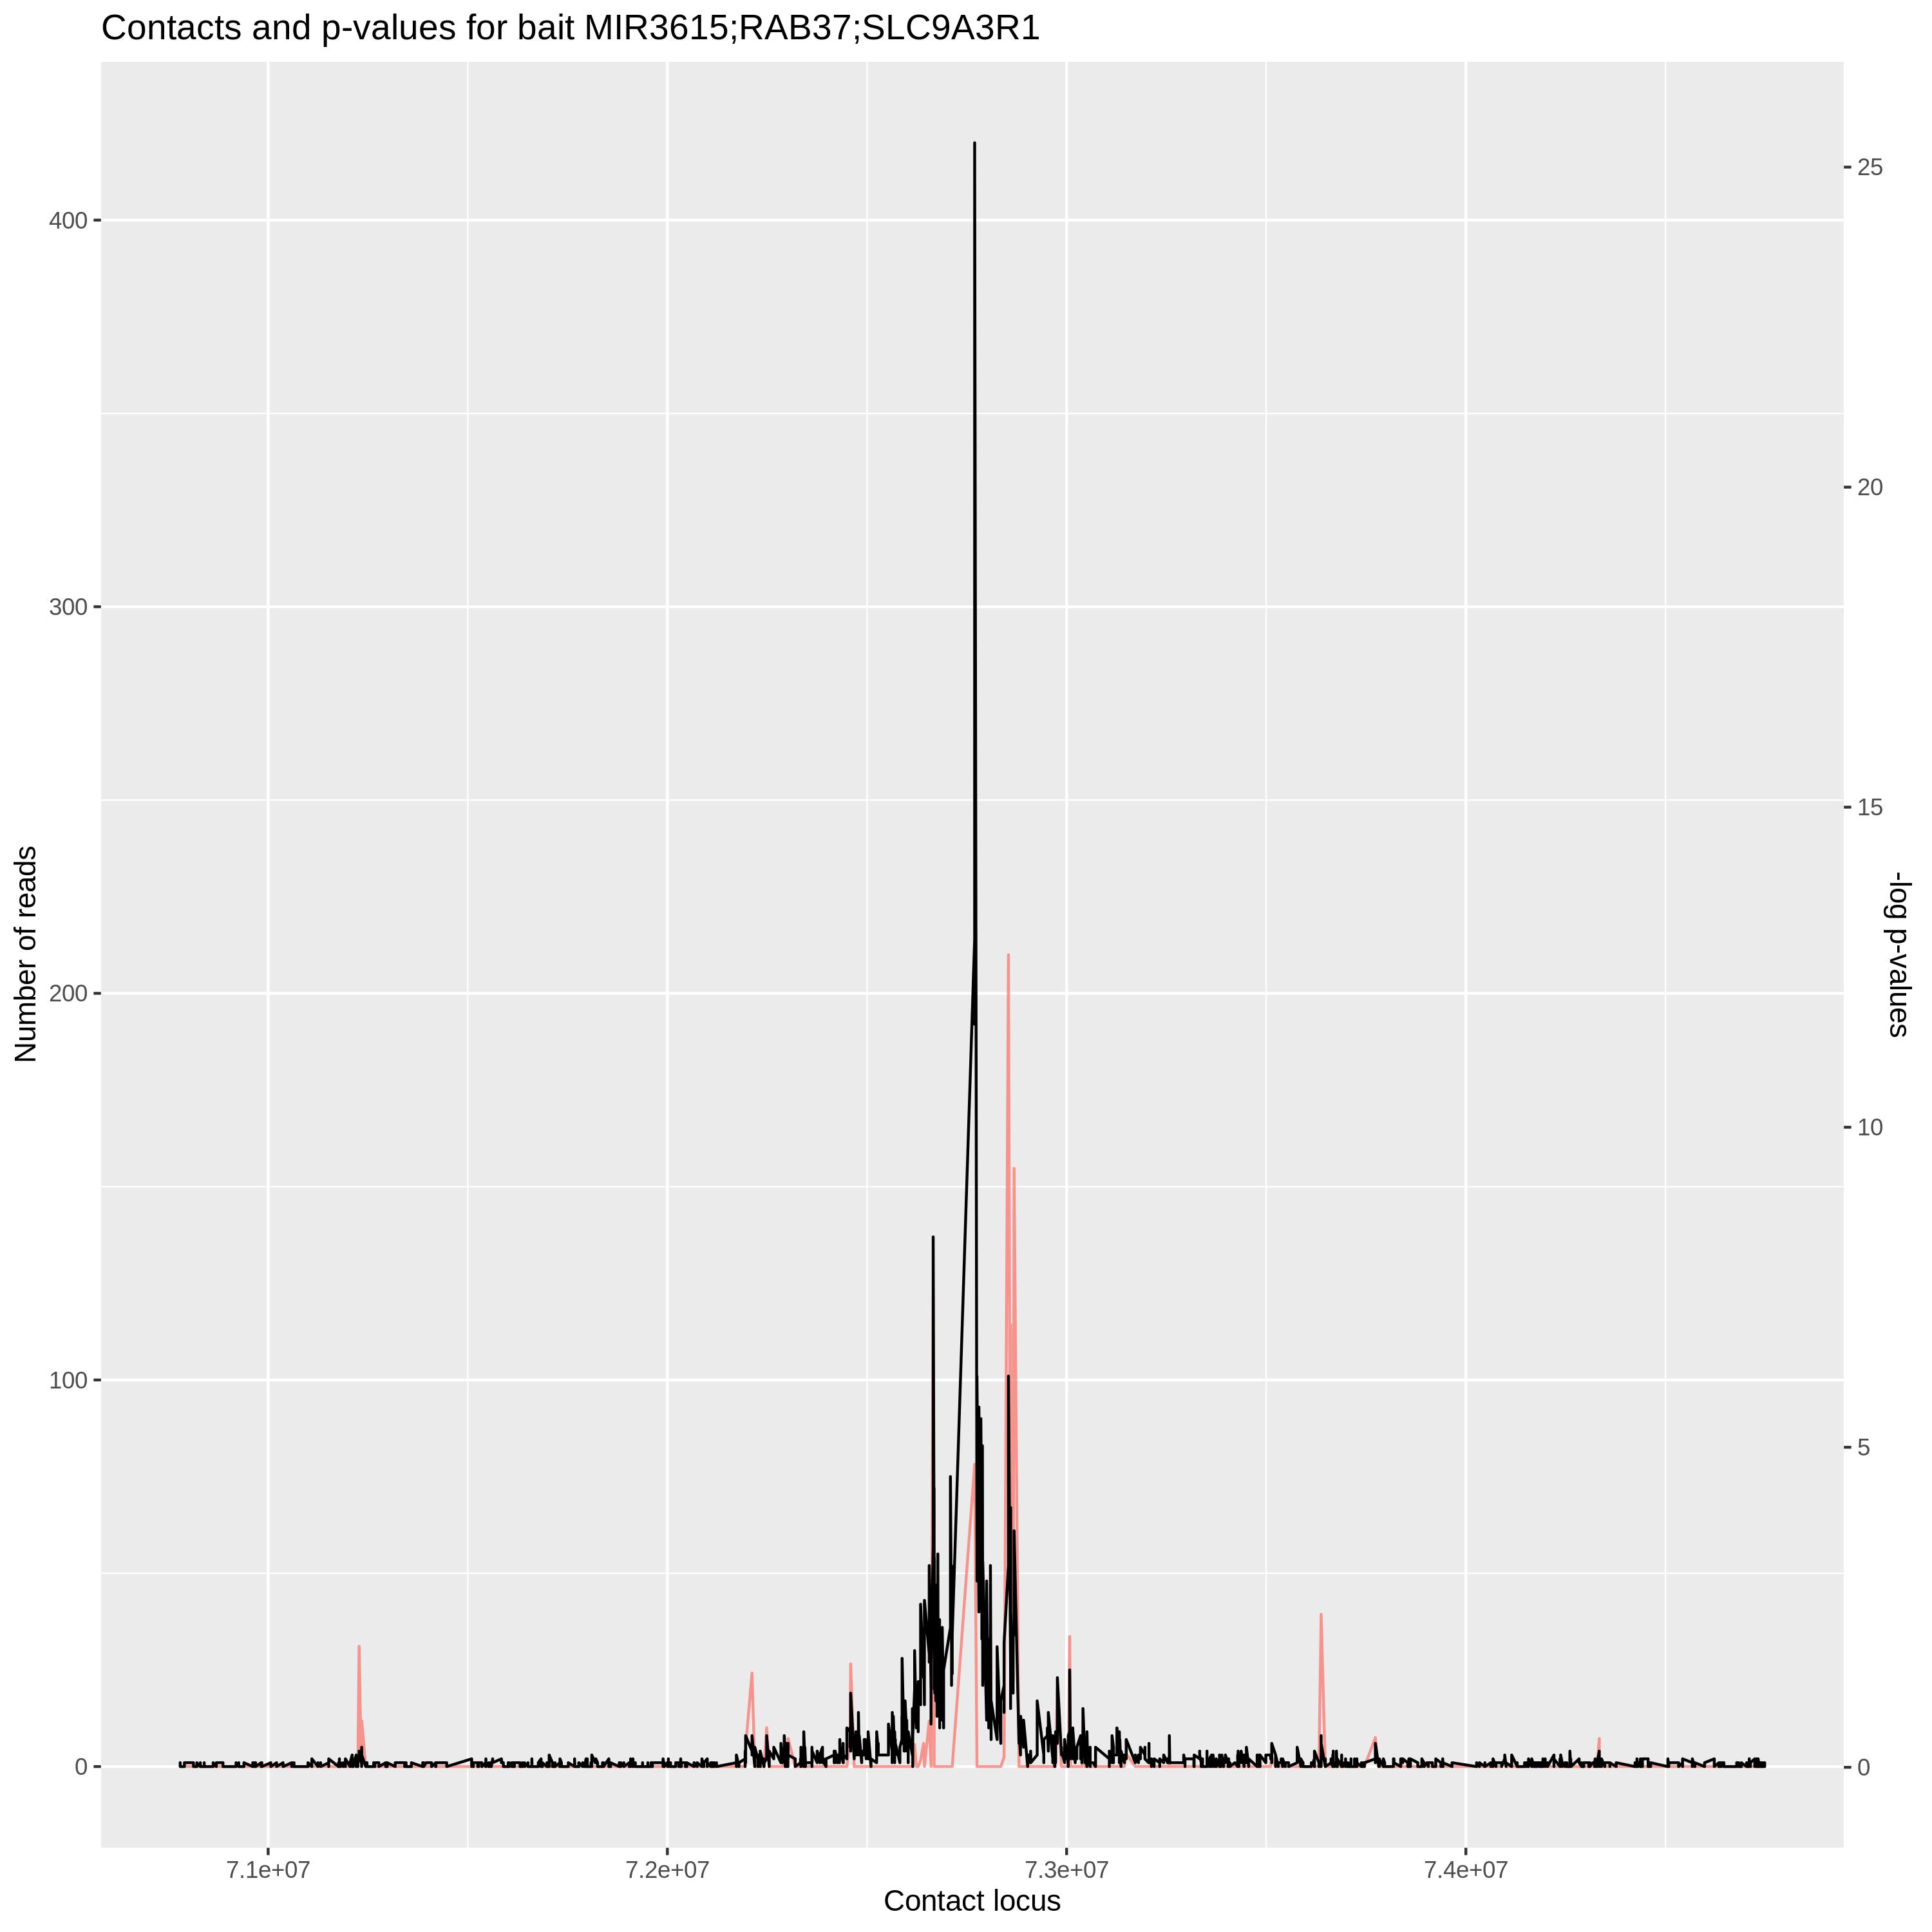 Contacts and p-values for bait MIR3615;RAB37;SLC9A3R1
400
300
200
100
0
Number of reads
25
20
15
10
5
0
-log p-values
7.1e+07 7.2e+07 7.3e+07 7.4e+07
Contact locus